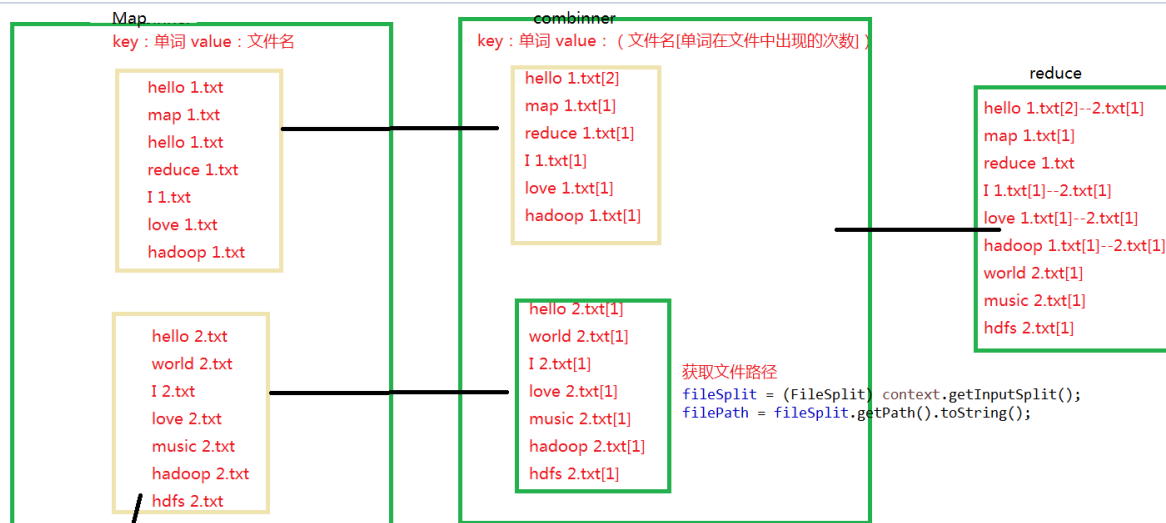 Map
key：单词 value：文件名
hello 1.txt
map 1.txt
hello 1.txt
reduce 1.txt
I 1.txt
love 1.txt
hadoop 1.txt
hello 2.txt
world 2.txt
I 2.txt
love 2.txt
music 2.txt
hadoop 2.txt
hdfs 2.txt
combinner
key：单词 value：（文件名[单词在文件中出现的次数]）
hello 1.txt[2]
map 1.txt[1]
reduce 1.txt[1]
I 1.txt[1]
love 1.txt[1]
hadoop 1.txt[1]
hello 2.txt[1]
world 2.txt[1]
I 2.txt[1]
love 2.txt[1]
music 2.txt[1]
hadoop 2.txt[1]
hdfs 2.txt[1]
获取文件路径
fileSplit = (FileSplit) context.getInputSplit();
filePath = fileSplit.getPath().toString();
reduce
hello 1.txt[2]--2.txt[1]
map 1.txt[1]
reduce 1.txt
I 1.txt[1]--2.txt[1]
love 1.txt[1]--2.txt[1]
hadoop 1.txt[1]--2.txt[1]
world 2.txt[1]
music 2.txt[1]
hdfs 2.txt[1]